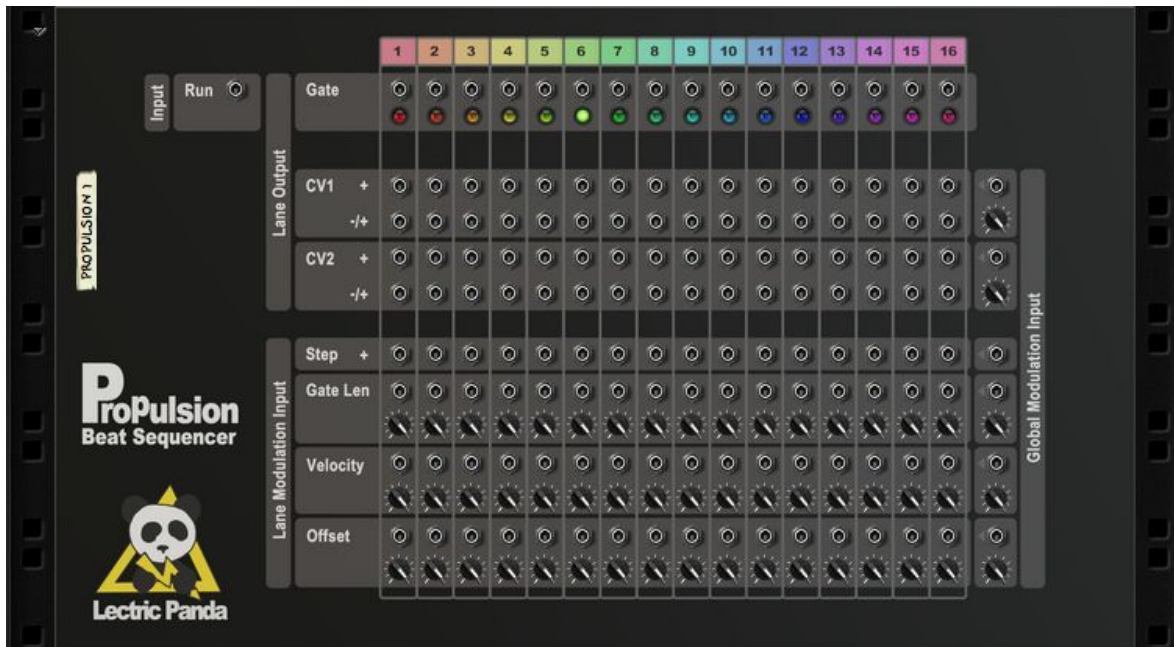 1 2 3 4 5 6 7 8 9 10 11 12 13 14 15 16
Input
Run
Lane Output
Gate
CV1 +
-/+
CV2 +
-/+
PROPULSION 1
Global Modulation Input
Lane Modulation Input
Step +
Gate Len
Velocity
Offset
ProPulsion
Beat Sequencer
Lectric Panda